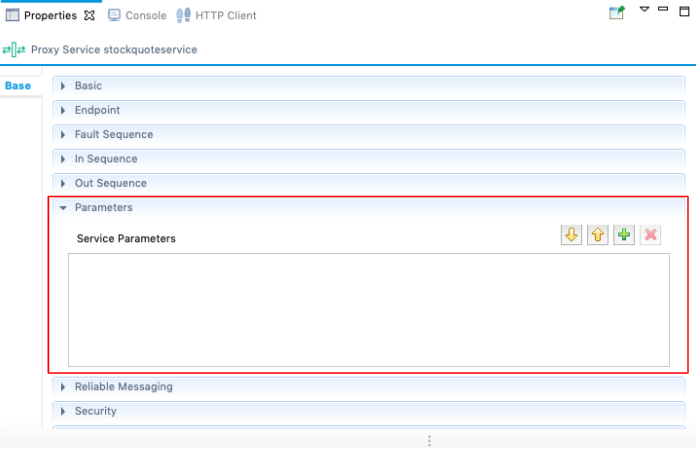 Properties Console HTTP Client
Proxy Service stockquoteservice
Base
Basic
Endpoint
Fault Sequence
In Sequence
Out Sequence
Parameters
Service Parameters
Reliable Messaging
Security